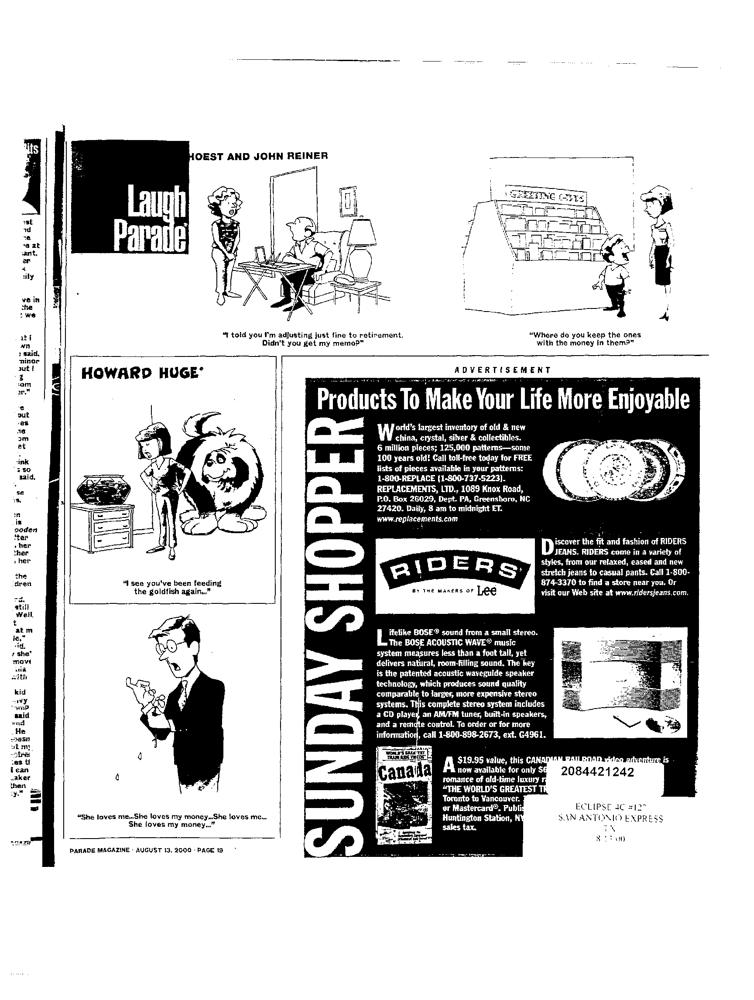 HOEST AND JOHN REINER
Laugh
Parade
GREETING CARDS
"I told you I'm adjusting just fine to retirement.
Didn't you get my memo?"
"Where do you keep the ones
with the money in them?"
HOWARD HUGE
"I see you've been feeding
the goldfish again..."
"She loves me...She loves my money...She loves me...
She loves my money..."
PARADE MAGAZINE · AUGUST 13, 2000 · PAGE 19
ADVERTISEMENT
Products To Make Your Life More Enjoyable
SUNDAY SHOPPER
World's largest inventory of old & new
china, crystal, silver & collectibles.
6 million pieces; 125,000 patterns—some
100 years old! Call toll-free today for FREE
lists of pieces available in your patterns:
1-800-REPLACE (1-800-737-5223).
REPLACEMENTS, LTD., 1089 Knox Road,
P.O. Box 26029, Dept. PA, Greensboro, NC
27420. Daily, 8 am to midnight ET.
www.replacements.com
RIDERS
BY THE MAKERS OF Lee
Discover the fit and fashion of RIDERS
JEANS. RIDERS come in a variety of
styles, from our relaxed, eased and new
stretch jeans to casual pants. Call 1-800-
874-3370 to find a store near you. Or
visit our Web site at www.ridersjeans.com.
Lifelike BOSE® sound from a small stereo.
The BOSE ACOUSTIC WAVE® music
system measures less than a foot tall, yet
delivers natural, room-filling sound. The key
is the patented acoustic waveguide speaker
technology, which produces sound quality
comparable to larger, more expensive stereo
systems. This complete stereo system includes
a CD player, an AM/FM tuner, built-in speakers,
and a remote control. To order or for more
information, call 1-800-898-2673, ext. G4961.
Canada
A $19.95 value, this CANADIAN RAILROAD video adventure is
now available for only $6
romance of old-time luxury r
"THE WORLD'S GREATEST T
Toronto to Vancouver.
or Mastercard®. Publis
Huntington Station, NY
sales tax.
2084421242
ECLIPSE 4C #12"
SAN ANTONIO EXPRESS
TX